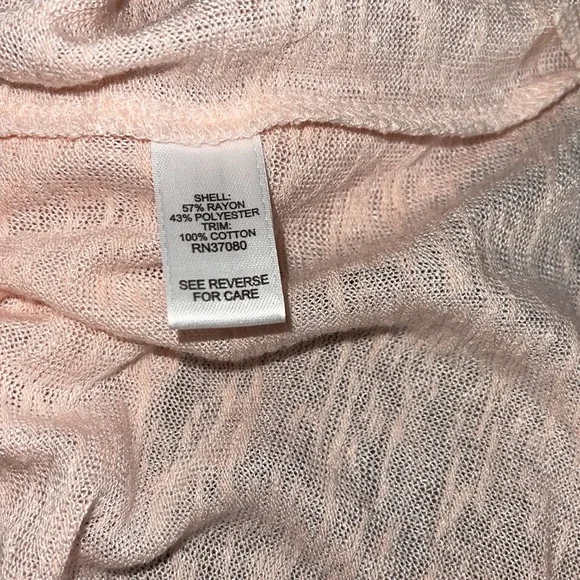 SHELL:
57% RAYON
43% POLYESTER
TRIM:
100% COTTON
RN37080
SEE REVERSE
FOR CARE